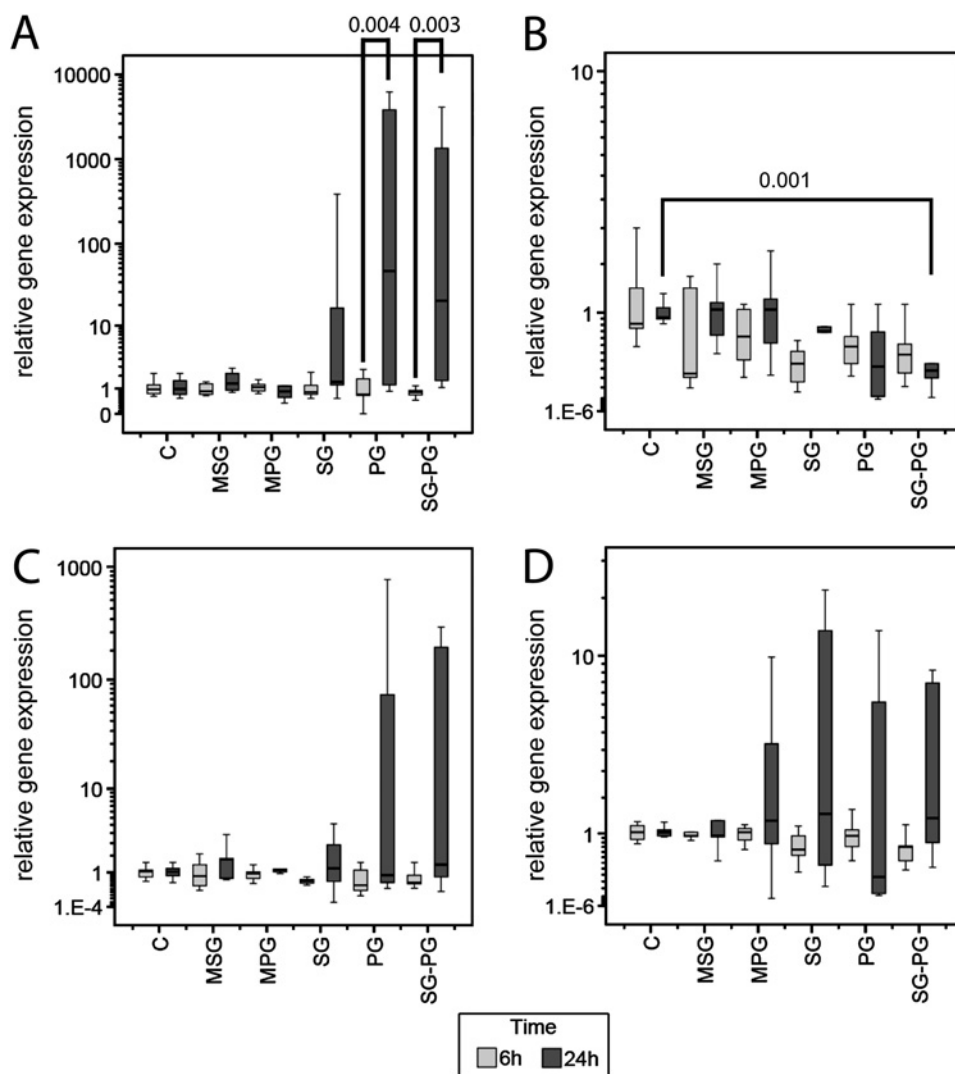 A
0.004 0.003
relative gene expression
10000
1000
100
10
1
0
C
MSG
MPG
SG
PG
SG-PG
B
relative gene expression
10
1
1.E-6
0.001
C
MSG
MPG
SG
PG
SG-PG
C
relative gene expression
1000
100
10
1
1.E-4
C
MSG
MPG
SG
PG
SG-PG
D
relative gene expression
10
1
1.E-6
C
MSG
MPG
SG
PG
SG-PG
Time
6h 24h